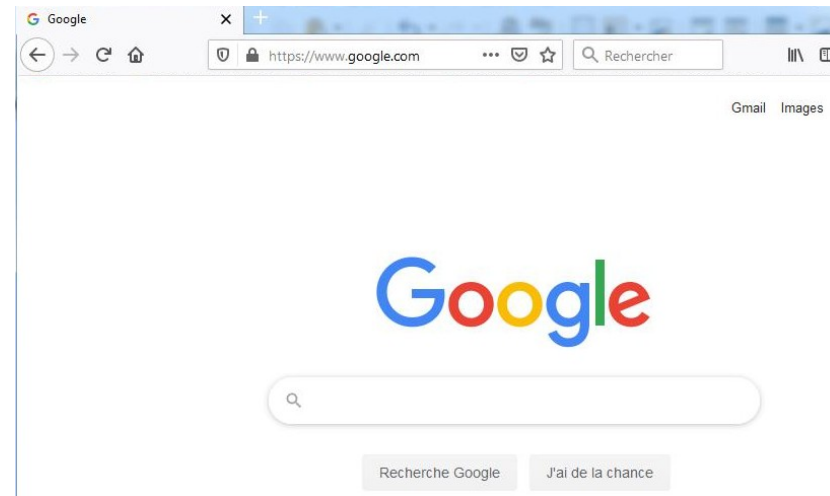 Google
https://www.google.com Rechercher
Gmail Images
Google
Recherche Google J'ai de la chance